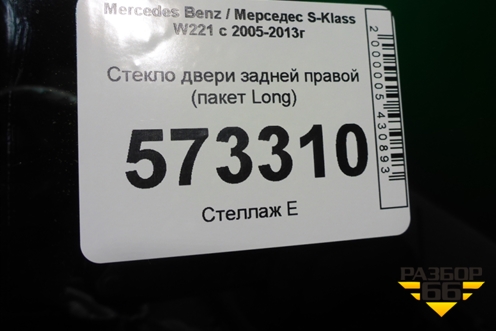 Mercedes Benz / Мерседес S-Klass
W221 с 2005-2013г
Стекло двери задней правой
(пакет Long)
573310
Стеллаж Е
2000005430893
РАЗБОР
66